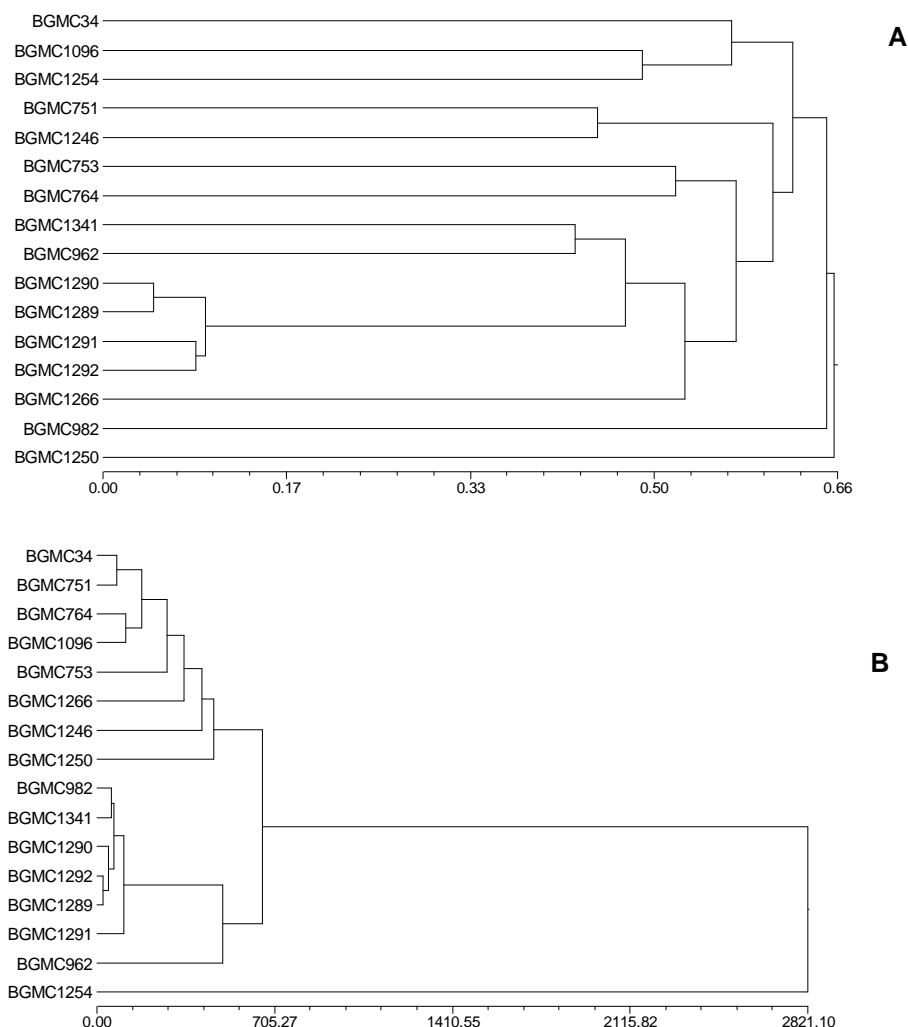 BGMC34
A
BGMC1096
BGMC1254
BGMC751
BGMC1246
BGMC753
BGMC764
BGMC1341
BGMC962
BGMC1290
BGMC1289
BGMC1291
BGMC1292
BGMC1266
BGMC982
BGMC1250
0.00 0.17 0.33 0.50 0.66
BGMC34
BGMC751
BGMC764
BGMC1096
B
BGMC753
BGMC1266
BGMC1246
BGMC1250
BGMC982
BGMC1341
BGMC1290
BGMC1292
BGMC1289
BGMC1291
BGMC962
BGMC1254
0.00 705.27 1410.55 2115.82 2821.10